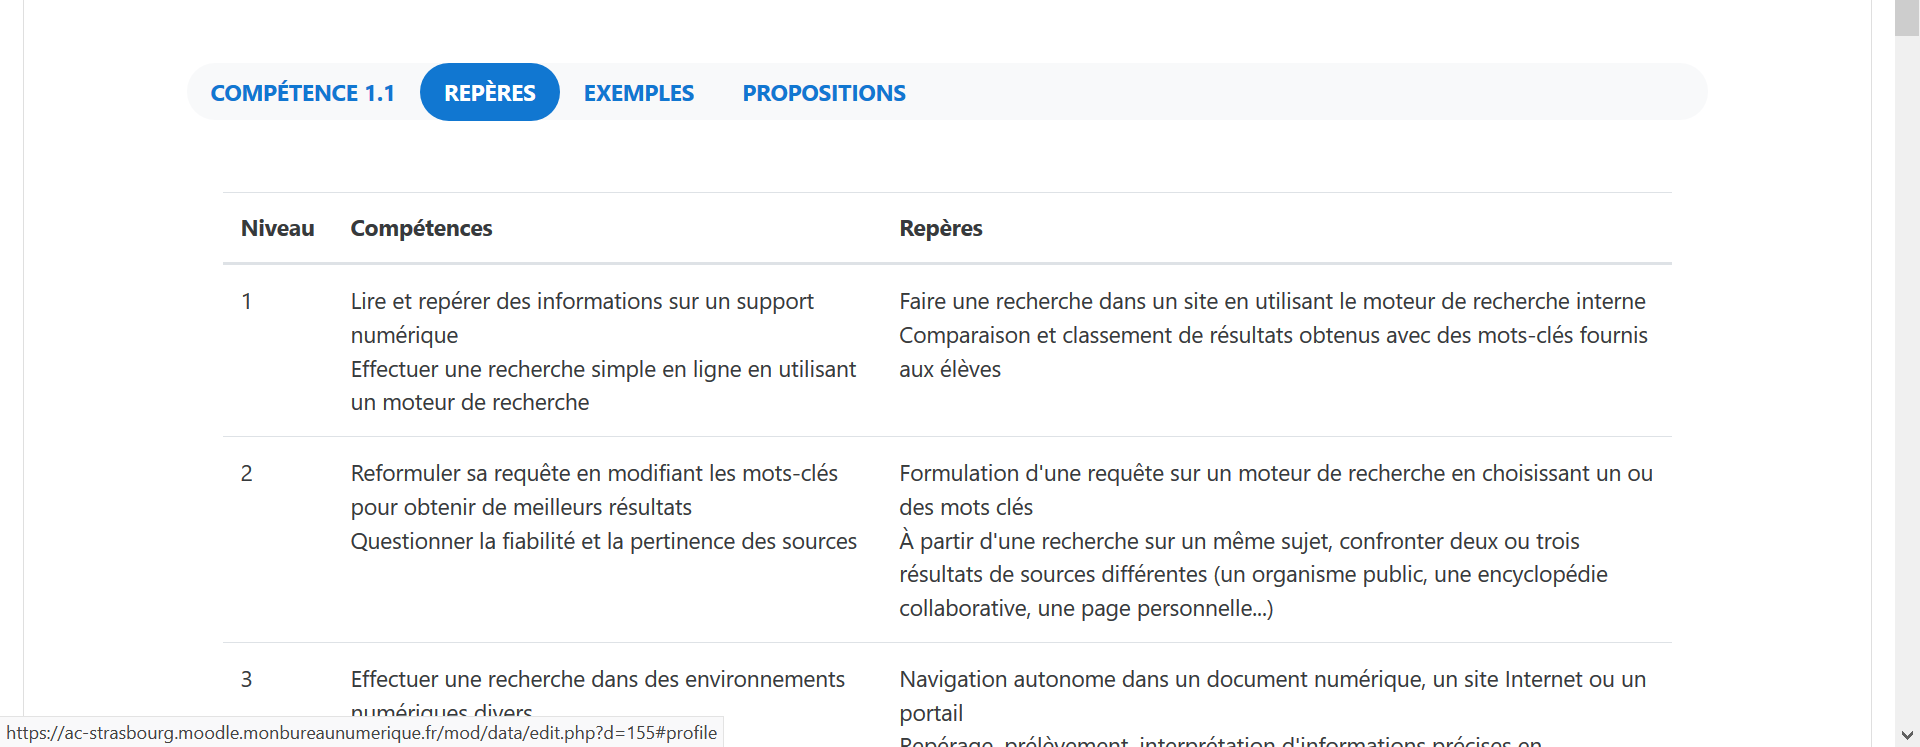 COMPÉTENCE 1.1 REPÈRES EXEMPLES PROPOSITIONS
Niveau Compétences Repères
1 Lire et repérer des informations sur un support
numérique
Effectuer une recherche simple en ligne en utilisant
un moteur de recherche
Faire une recherche dans un site en utilisant le moteur de recherche interne
Comparaison et classement de résultats obtenus avec des mots-clés fournis
aux élèves
2 Reformuler sa requête en modifiant les mots-clés
pour obtenir de meilleurs résultats
Questionner la fiabilité et la pertinence des sources
Formulation d'une requête sur un moteur de recherche en choisissant un ou
des mots clés
À partir d'une recherche sur un même sujet, confronter deux ou trois
résultats de sources différentes (un organisme public, une encyclopédie
collaborative, une page personnelle...)
3 Effectuer une recherche dans des environnements
numériques divers
Navigation autonome dans un document numérique, un site Internet ou un
portail
Repérage, prélèvement, interprétation d'informations précises en
https://ac-strasbourg.moodle.monbureaunumerique.fr/mod/data/edit.php?d=155#profile